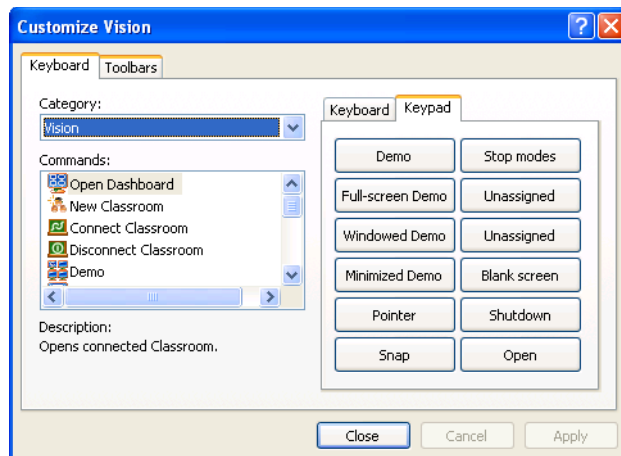 Customize Vision
Keyboard Toolbars
Category:
Vision
Commands:
Open Dashboard
New Classroom
Connect Classroom
Disconnect Classroom
Demo
Description:
Opens connected Classroom.
Keyboard Keypad
Demo Stop modes
Full-screen Demo Unassigned
Windowed Demo Unassigned
Minimized Demo Blank screen
Pointer Shutdown
Snap Open
Close Cancel Apply